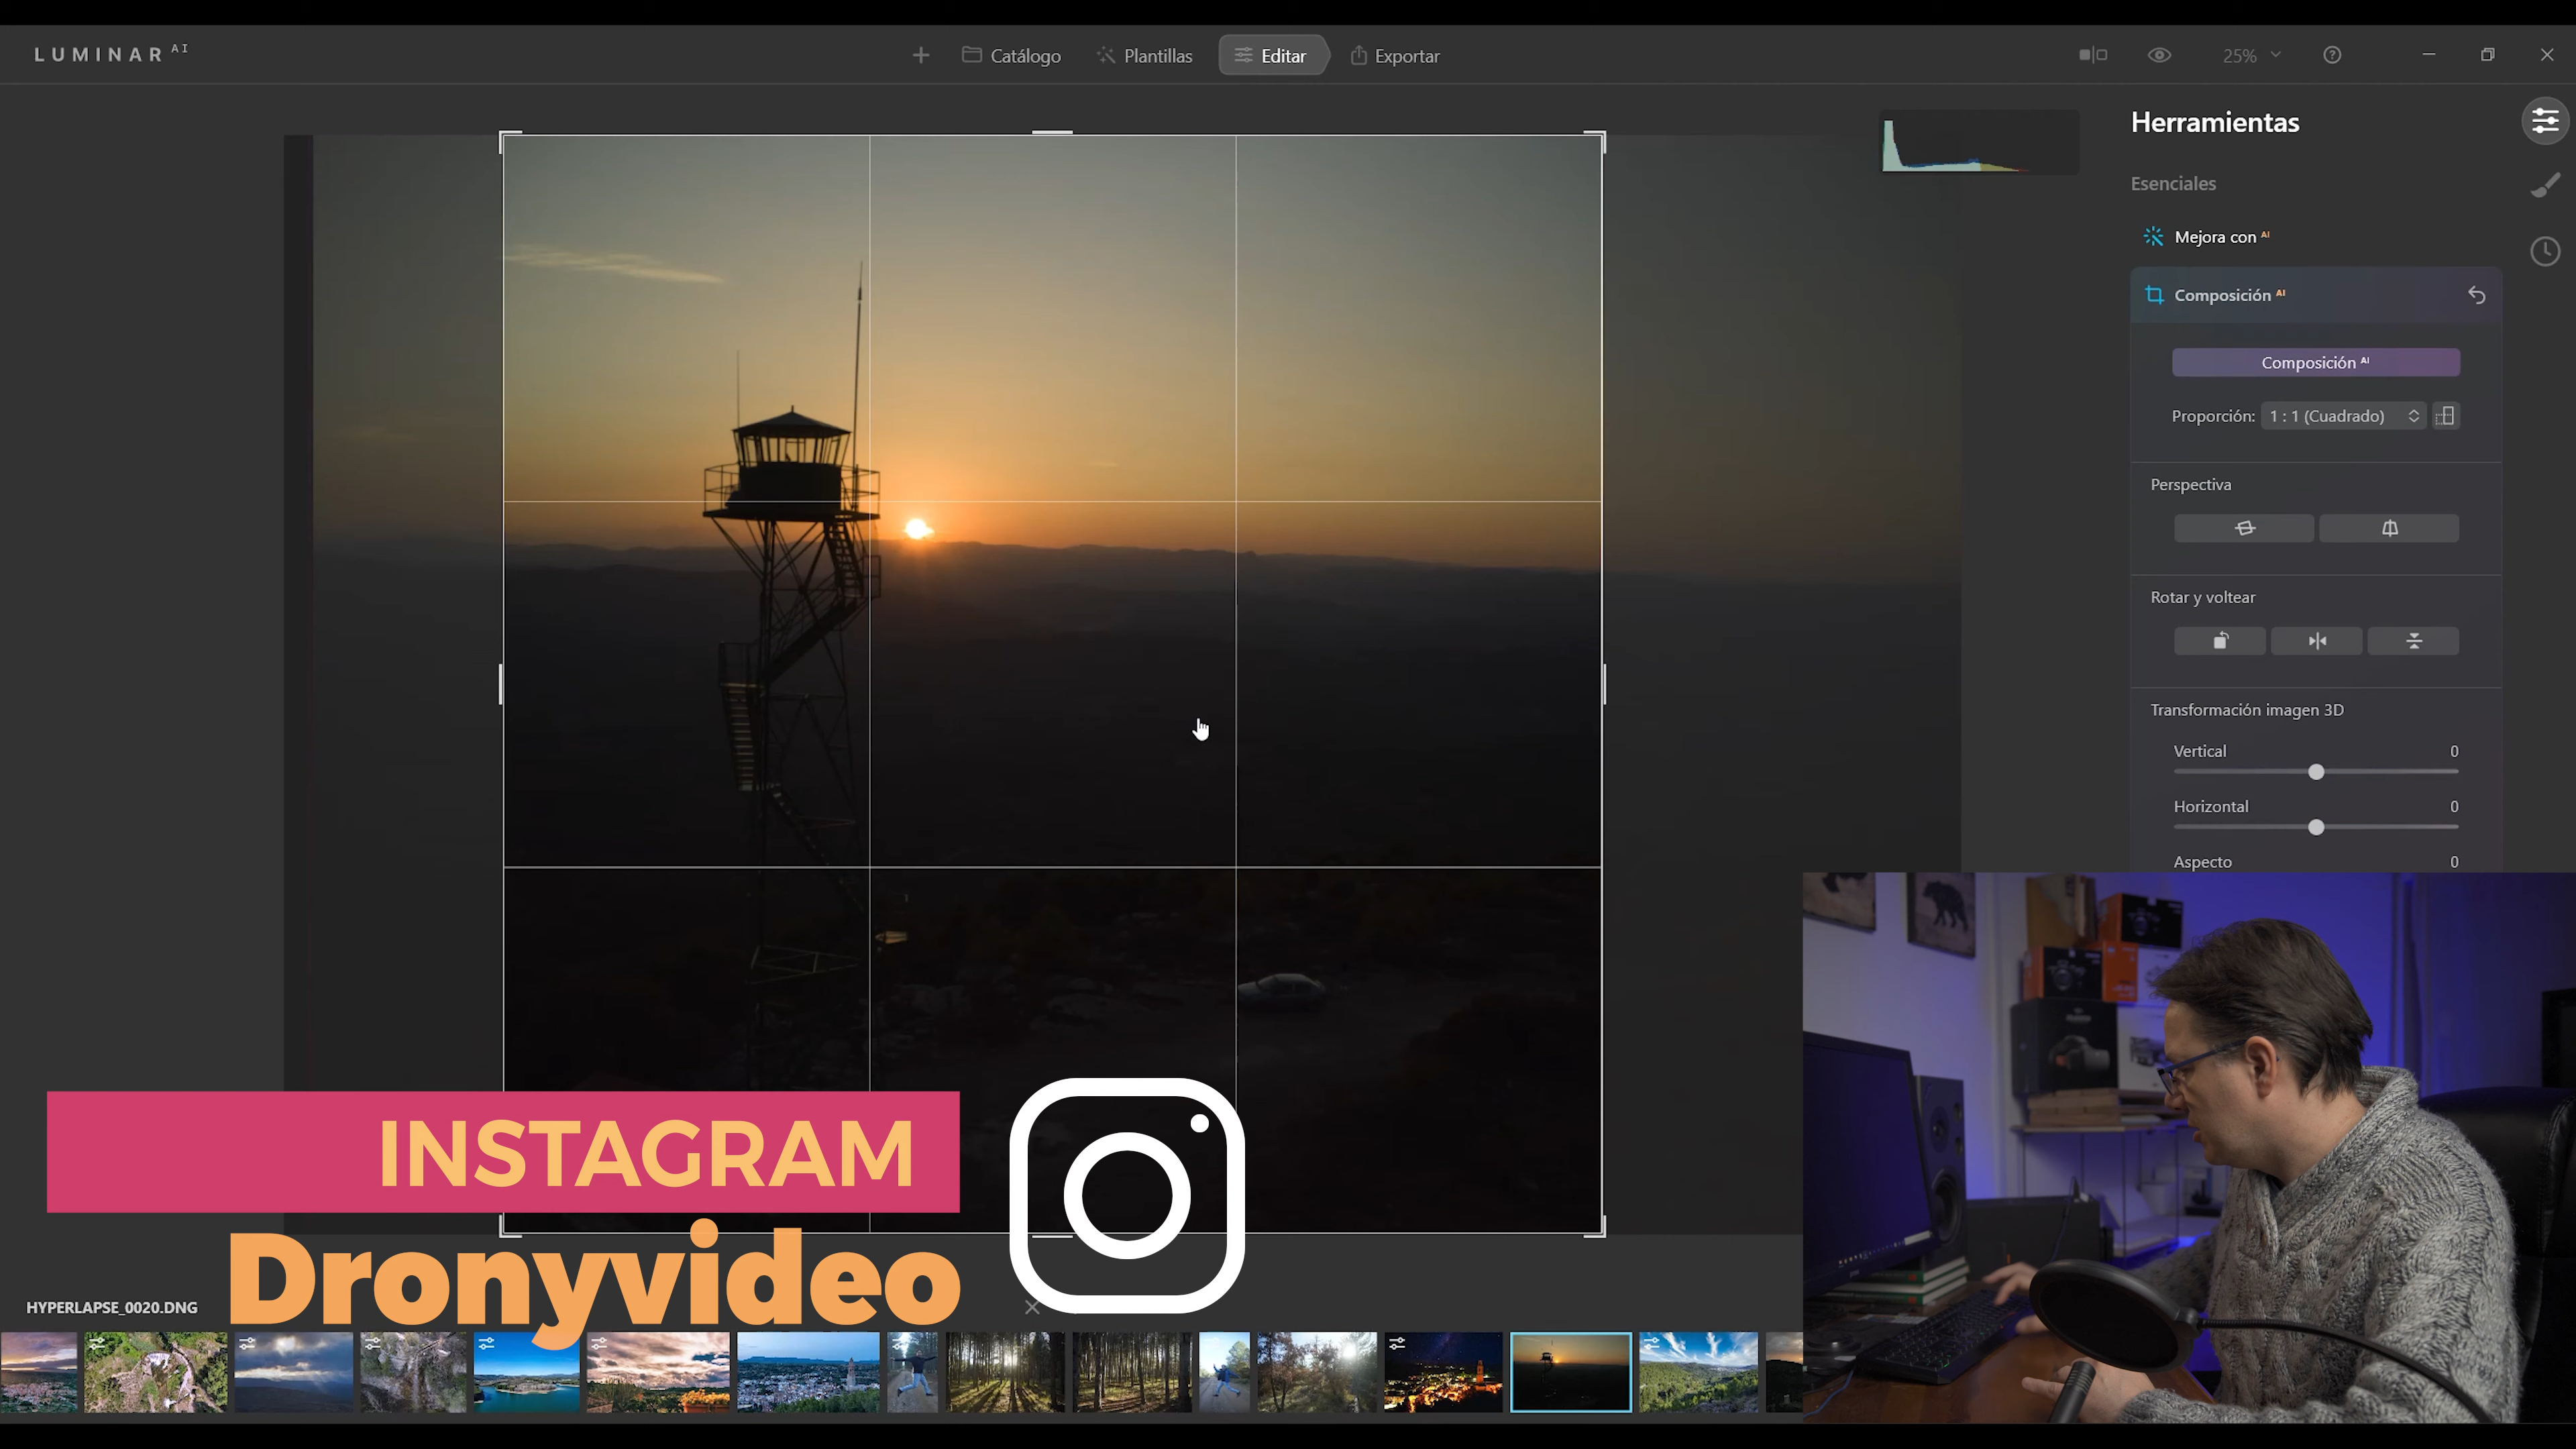 LUMINAR AI
Catálogo
Plantillas
Editar
Exportar
25%
Herramientas
Esenciales
Mejora con AI
Composición AI
Composición AI
Proporción: 1 : 1 (Cuadrado)
Perspectiva
Rotar y voltear
Transformación imagen 3D
Vertical 0
Horizontal 0
Aspecto 0
INSTAGRAM
Dronyvideo
HYPERLAPSE_0020.DNG